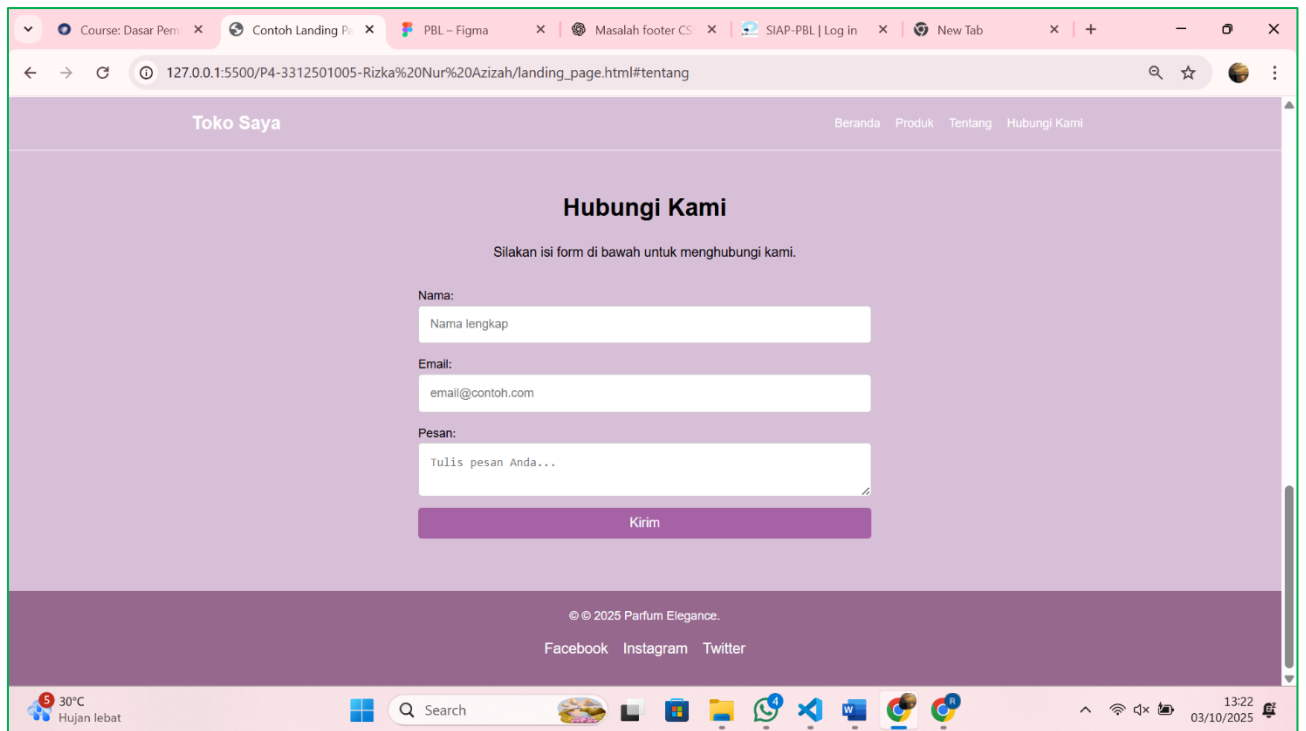 Course: Dasar Pem
Contoh Landing Pa
PBL – Figma
Masalah footer CS
SIAP-PBL | Log in
New Tab
127.0.0.1:5500/P4-3312501005-Rizka%20Nur%20Azizah/landing_page.html#tentang
Toko Saya
Beranda Produk Tentang Hubungi Kami
Hubungi Kami
Silakan isi form di bawah untuk menghubungi kami.
Nama:
Nama lengkap
Email:
email@contoh.com
Pesan:
Tulis pesan Anda...
Kirim
© © 2025 Parfum Elegance.
Facebook Instagram Twitter
5
30°C
Hujan lebat
Search
4
W
R
13:22
03/10/2025